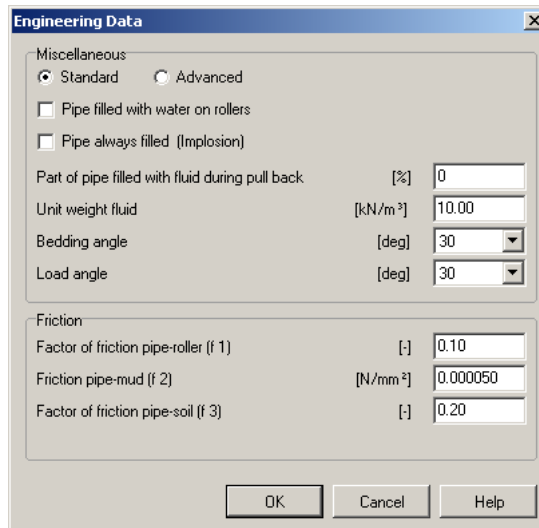 Engineering Data
Miscellaneous
Standard Advanced
Pipe filled with water on rollers
Pipe always filled (Implosion)
Part of pipe filled with fluid during pull back [%] 0
Unit weight fluid [kN/m³] 10.00
Bedding angle [deg] 30
Load angle [deg] 30
Friction
Factor of friction pipe-roller (f 1) [-] 0.10
Friction pipe-mud (f 2) [N/mm²] 0.000050
Factor of friction pipe-soil (f 3) [-] 0.20
OK Cancel Help